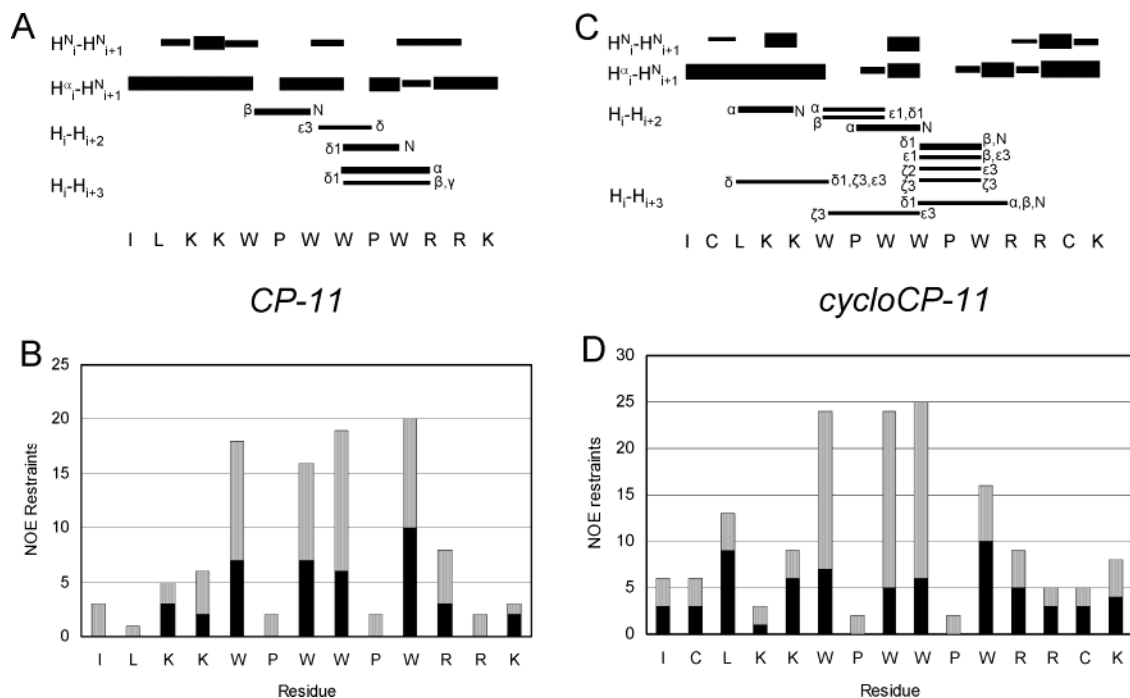 A
Hᴺᵢ-Hᴺᵢ₊₁
Hᵅᵢ-Hᴺᵢ₊₁
β N
Hᵢ-Hᵢ₊₂
ε3 δ
δ1 N
Hᵢ-Hᵢ₊₃
δ1 α
β,γ
I L K K W P W W P W R R K
CP-11
C
Hᴺᵢ-Hᴺᵢ₊₁
Hᵅᵢ-Hᴺᵢ₊₁
Hᵢ-Hᵢ₊₂
α N α ε1,δ1
β
α N
δ1 β,N
ε1 β,ε3
ζ2 ε3
ζ3 ζ3
Hᵢ-Hᵢ₊₃
δ δ1,ζ3,ε3
δ1 α,β,N
ζ3 ε3
I C L K K W P W W P W R R C K
cycloCP-11
B
NOE Restraints
25
20
15
10
5
0
I L K K W P W W P W R R K
Residue
D
NOE restraints
30
25
20
15
10
5
0
I C L K K W P W W P W R R C K
Residue